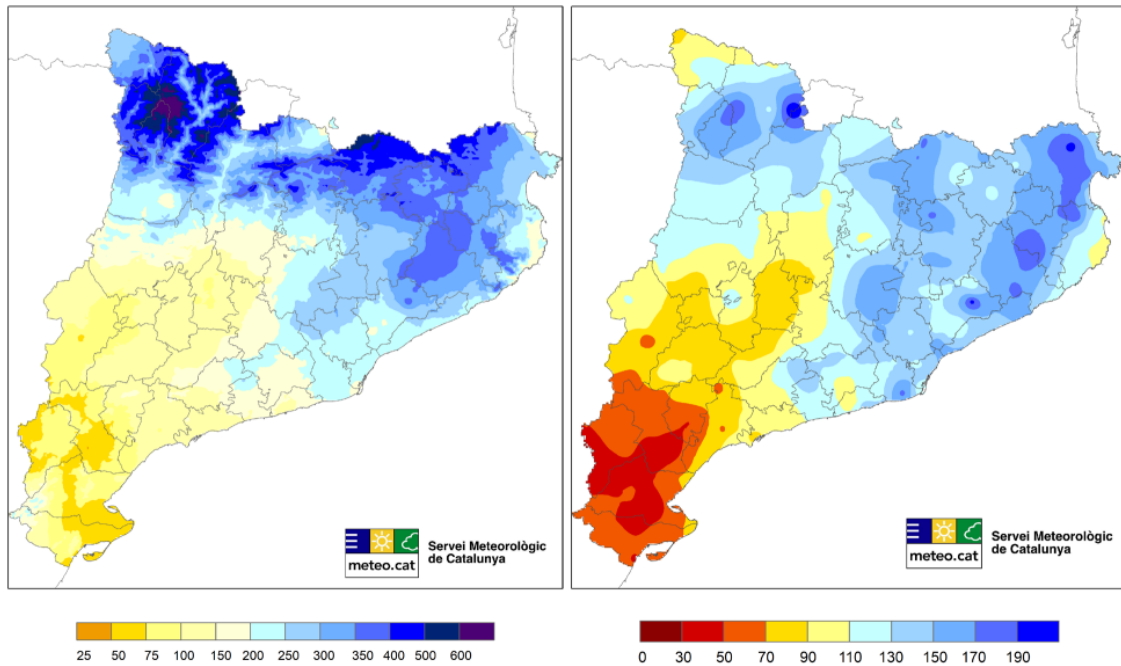 Servei Meteorològic
de Catalunya
meteo.cat
Servei Meteorològic
de Catalunya
meteo.cat
25 50 75 100 150 200 250 300 350 400 500 600
0 30 50 70 90 110 130 150 170 190